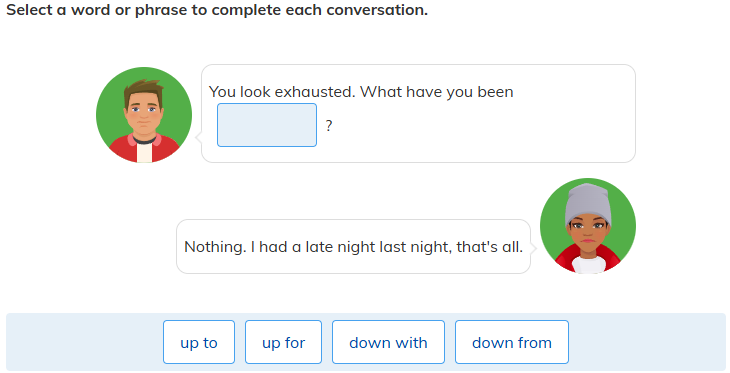 Select a word or phrase to complete each conversation.
You look exhausted. What have you been
?
Nothing. I had a late night last night, that's all.
up to
up for
down with
down from